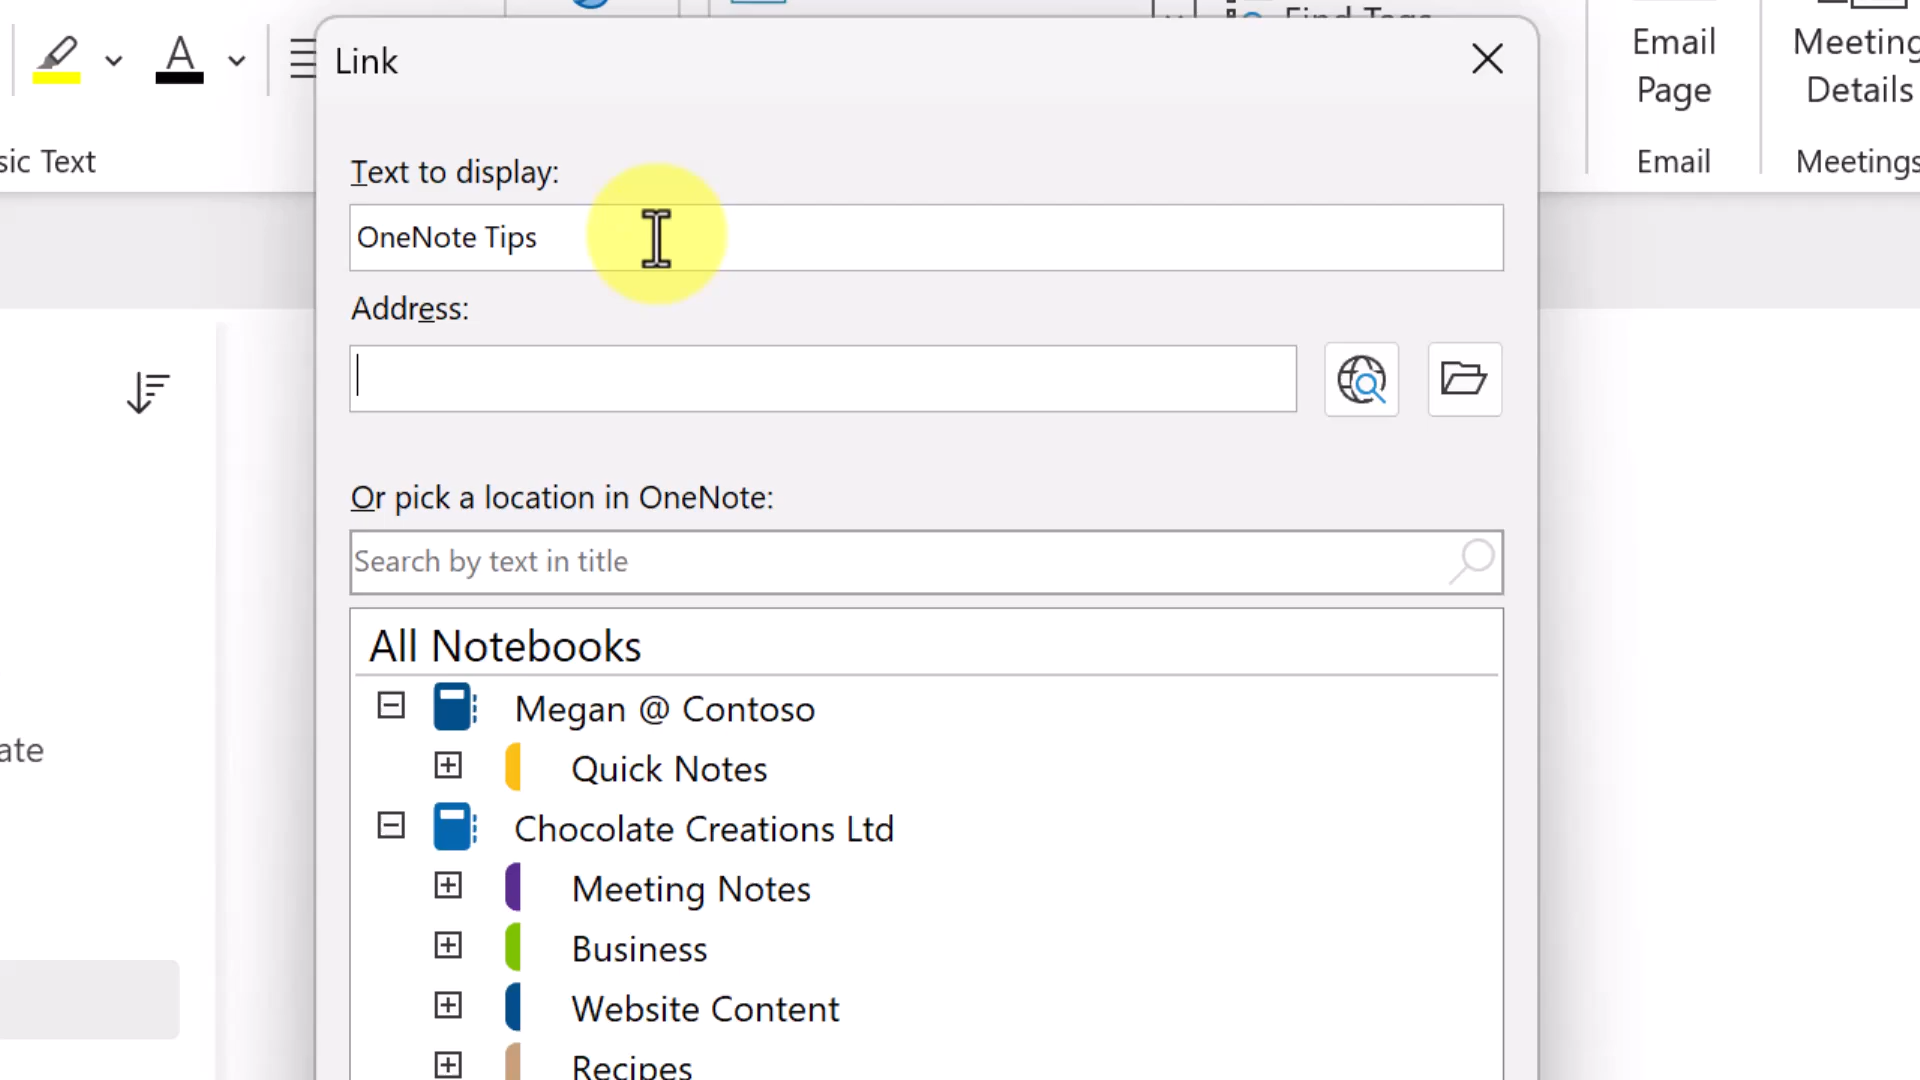 Find Tags
Link
Email
Page
Meeting
Details
sic Text
Email
Meetings
Text to display:
OneNote Tips
Address:
Or pick a location in OneNote:
Search by text in title
All Notebooks
Megan @ Contoso
Quick Notes
ate
Chocolate Creations Ltd
Meeting Notes
Business
Website Content
Recipes